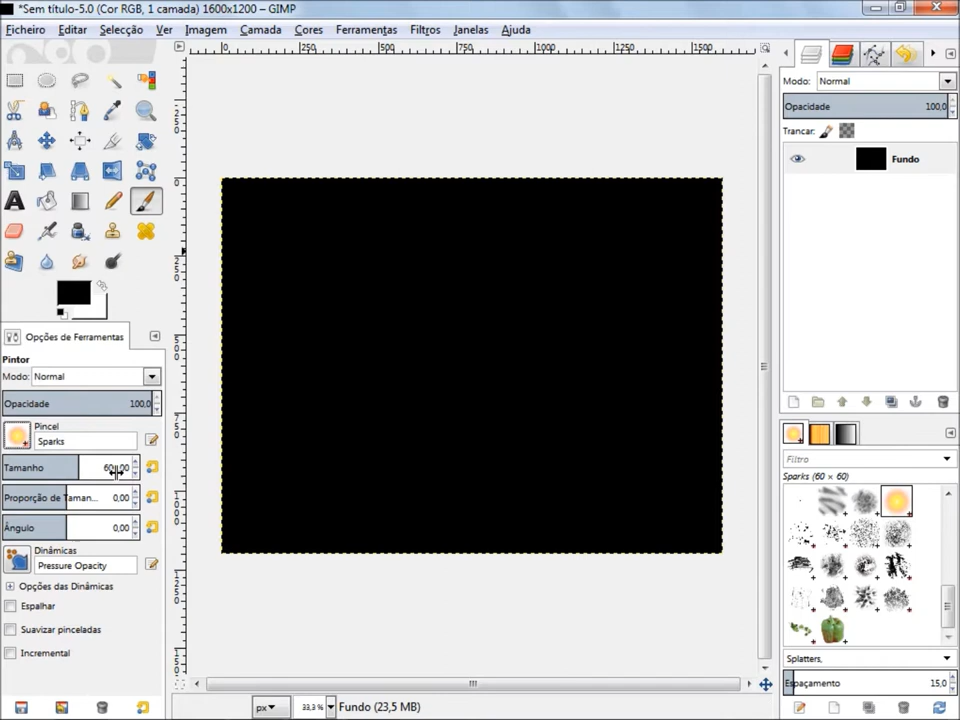 *Sem título-5.0 (Cor RGB, 1 camada) 1600x1200 – GIMP
Ficheiro Editar Selecção Ver Imagem Camada Cores Ferramentas Filtros Janelas Ajuda
0 250 500 750 1000 1250 1500
Modo: Normal
Opacidade 100,0
Trancar:
Fundo
Opções de Ferramentas
Pintor
Modo: Normal
Opacidade 100,0
Pincel
Sparks
Tamanho
Proporção de Taman... 0,00
Ângulo 0,00
Dinâmicas
Pressure Opacity
Opções das Dinâmicas
Espalhar
Suavizar pinceladas
Incremental
Filtro
Sparks (60 × 60)
Splatters,
Espaçamento 15,0
px 33,3 % Fundo (23,5 MB)